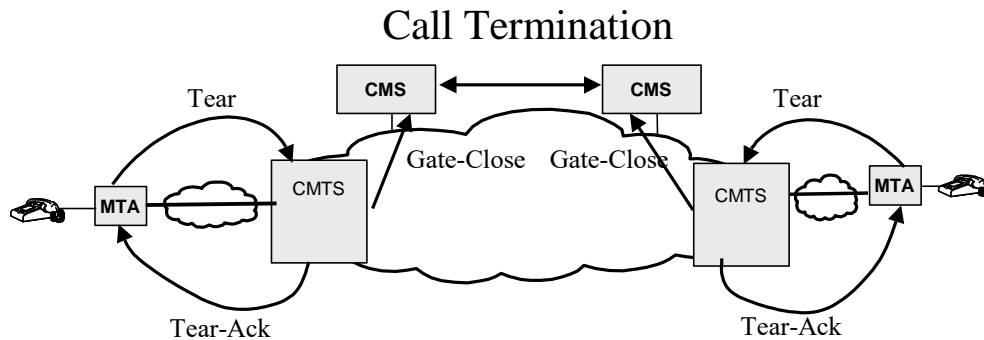 Call Termination
CMS
CMS
Tear
Tear
Gate-Close
Gate-Close
CMTS
CMTS
MTA
MTA
Tear-Ack
Tear-Ack